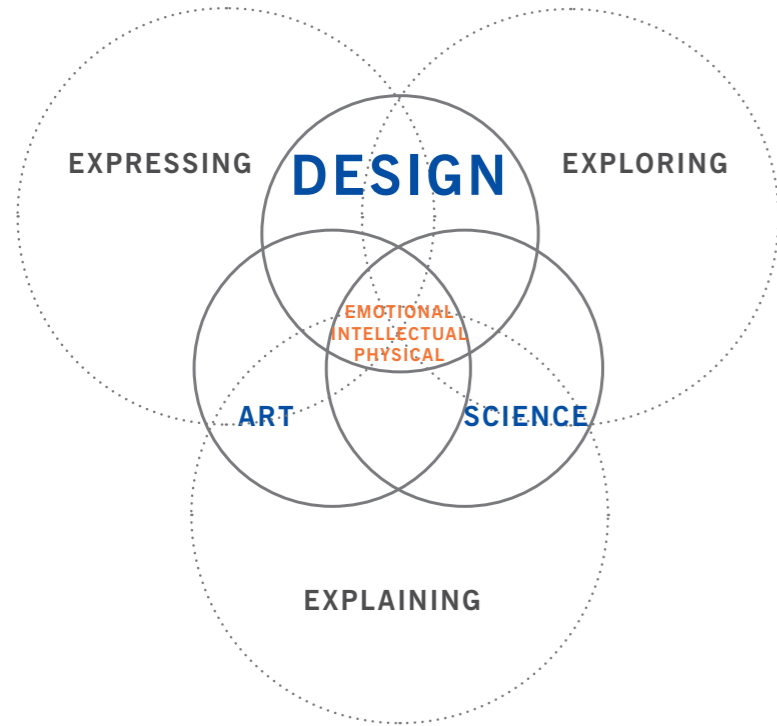 EXPRESSING
DESIGN
EXPLORING
EMOTIONAL
INTELLECTUAL
PHYSICAL
ART
SCIENCE
EXPLAINING